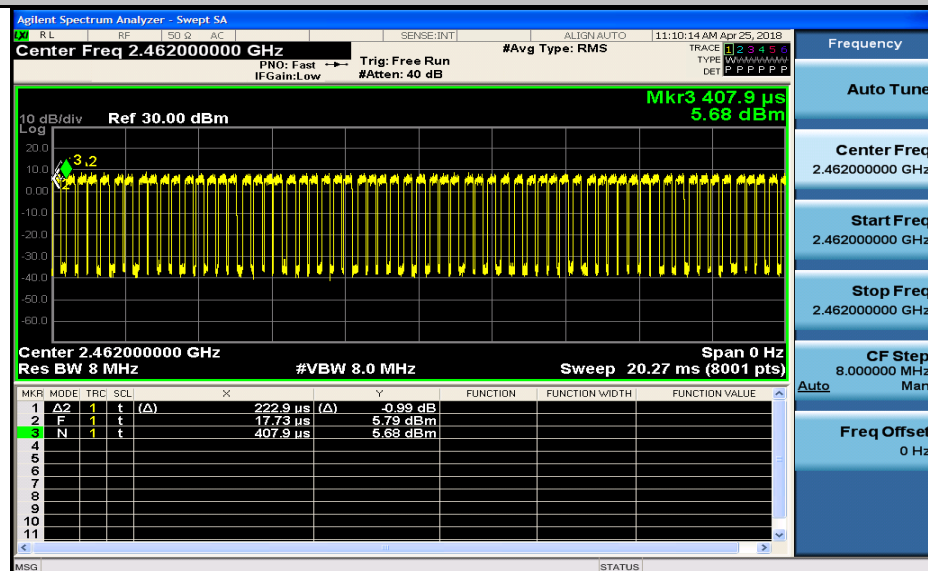 Agilent Spectrum Analyzer - Swept SA
LXI RL RF 50 Ω AC SENSE:INT ALIGN AUTO 11:10:14 AM Apr 25, 2018
Center Freq 2.462000000 GHz #Avg Type: RMS TRACE 1 2 3 4 5 6
PNO: Fast Trig: Free Run TYPE WWWWWW
IFGain:Low #Atten: 40 dB DET P P P P P P
Mkr3 407.9 µs
10 dB/div Ref 30.00 dBm 5.68 dBm
Log
20.0
10.0
0.00
-10.0
-20.0
-30.0
-40.0
-50.0
-60.0
Center 2.462000000 GHz Span 0 Hz
Res BW 8 MHz #VBW 8.0 MHz Sweep 20.27 ms (8001 pts)
MKR MODE TRC SCL X Y FUNCTION FUNCTION WIDTH FUNCTION VALUE
1 Δ2 1 t (Δ) 222.9 µs (Δ) -0.99 dB
2 F 1 t 17.73 µs 5.79 dBm
3 N 1 t 407.9 µs 5.68 dBm
4
5
6
7
8
9
10
11
MSG STATUS
Frequency
Auto Tune
Center Freq
2.462000000 GHz
Start Freq
2.462000000 GHz
Stop Freq
2.462000000 GHz
CF Step
8.000000 MHz
Auto Man
Freq Offset
0 Hz